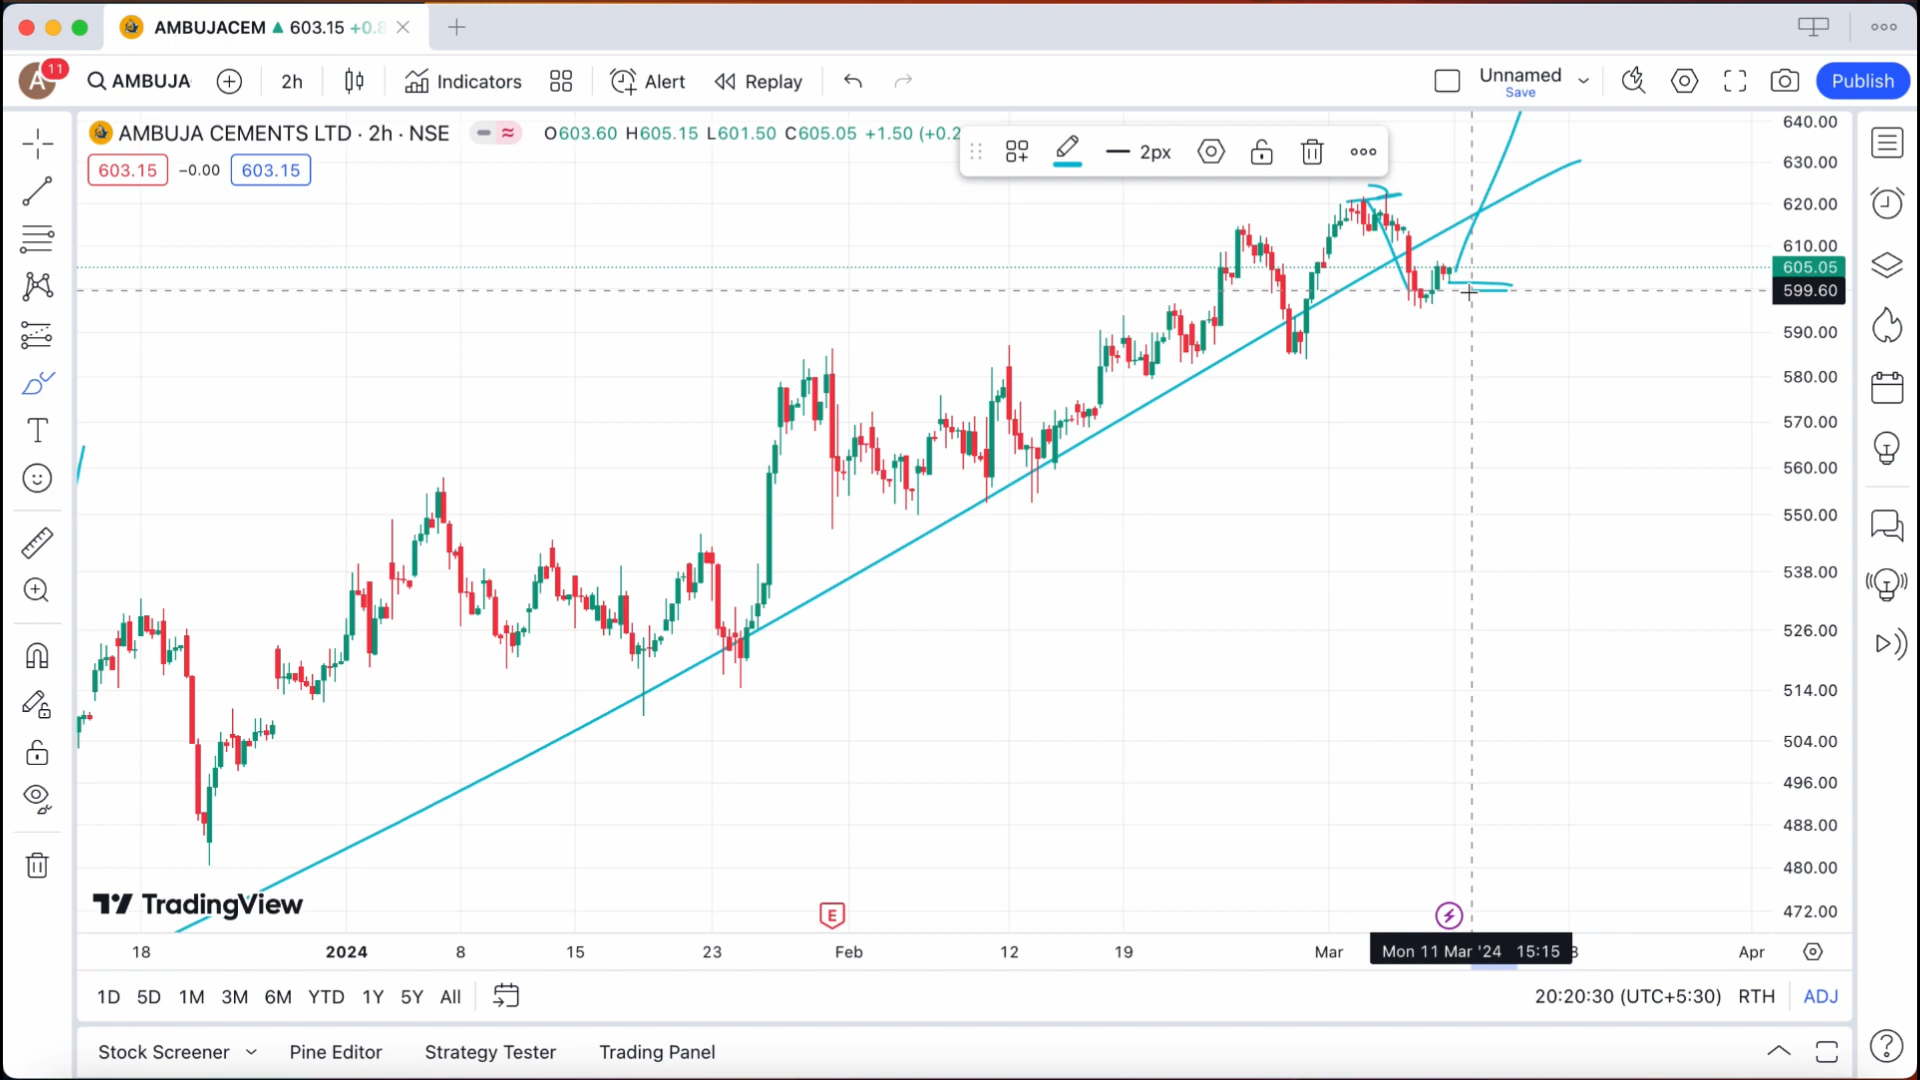 AMBUJACEM ▲ 603.15 +0.8
A 11 AMBUJA 2h Indicators Alert Replay Unnamed Save Publish
AMBUJA CEMENTS LTD · 2h · NSE O603.60 H605.15 L601.50 C605.05 +1.50 (+0.2
603.15 −0.00 603.15
2px
640.00
630.00
620.00
610.00
605.05
599.60
590.00
580.00
570.00
560.00
550.00
538.00
526.00
514.00
504.00
496.00
488.00
480.00
472.00
TradingView
E
18 2024 8 15 23 Feb 12 19 Mar Mon 11 Mar '24 15:15 Apr
1D 5D 1M 3M 6M YTD 1Y 5Y All 20:20:30 (UTC+5:30) RTH ADJ
Stock Screener Pine Editor Strategy Tester Trading Panel